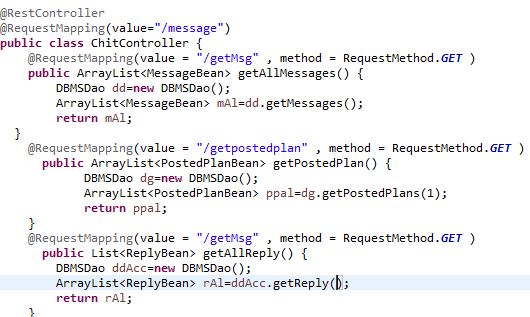 @RestController
@RequestMapping(value="/message")
public class ChitController {
@RequestMapping(value = "/getMsg" , method = RequestMethod.GET )
public ArrayList<MessageBean> getAllMessages() {
DBMSDao dd=new DBMSDao();
ArrayList<MessageBean> mAl=dd.getMessages();
return mAl;
}
@RequestMapping(value = "/getpostedplan" , method = RequestMethod.GET )
public ArrayList<PostedPlanBean> getPostedPlan() {
DBMSDao dg=new DBMSDao();
ArrayList<PostedPlanBean> ppal=dg.getPostedPlans(1);
return ppal;
}
@RequestMapping(value = "/getMsg" , method = RequestMethod.GET )
public List<ReplyBean> getAllReply() {
DBMSDao ddAcc=new DBMSDao();
ArrayList<ReplyBean> rAl=ddAcc.getReply();
return rAl;
}